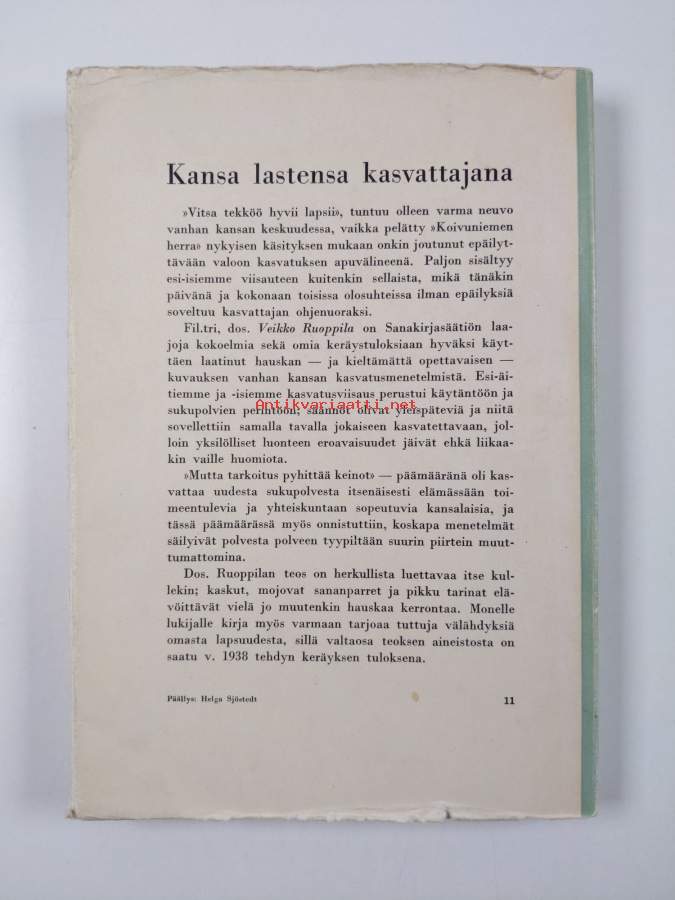 Kansa lastensa kasvattajana
»Vitsa tekköö hyvii lapsii», tuntuu olleen varma neuvo
vanhan kansan keskuudessa, vaikka pelätty »Koivuniemen
herra» nykyisen käsityksen mukaan onkin joutunut epäilyt-
tävään valoon kasvatuksen apuvälineenä. Paljon sisältyy
esi-isiemme viisauteen kuitenkin sellaista, mikä tänäkin
päivänä ja kokonaan toisissa olosuhteissa ilman epäilyksiä
soveltuu kasvattajan ohjenuoraksi.
Fil.tri, dos. Veikko Ruoppila on Sanakirjasäätiön laa-
joja kokoelmia sekä omia keräystuloksiaan hyväksi käyt-
täen laatinut hauskan — ja kieltämättä opettavaisen —
kuvauksen vanhan kansan kasvatusmenetelmistä. Esi-äi-
tiemme ja -isiemme kasvatusviisaus perustui käytäntöön ja
Antikvariaatti.net
sukupolvien perintöön, säännöt olivat yleispäteviä ja niitä
sovellettiin samalla tavalla jokaiseen kasvatettavaan, jol-
loin yksilölliset luonteen eroavaisuudet jäivät ehkä liikaa-
kin vaille huomiota.
»Mutta tarkoitus pyhittää keinot» — päämääränä oli kas-
vattaa uudesta sukupolvesta itsenäisesti elämässään toi-
meentulevia ja yhteiskuntaan sopeutuvia kansalaisia, ja
tässä päämäärässä myös onnistuttiin, koskapa menetelmät
säilyivät polvesta polveen tyypiltään suurin piirtein muut-
tumattomina.
Dos. Ruoppilan teos on herkullista luettavaa itse kul-
lekin; kaskut, mojovat sananparret ja pikku tarinat elä-
vöittävät vielä jo muutenkin hauskaa kerrontaa. Monelle
lukijalle kirja myös varmaan tarjoaa tuttuja välähdyksiä
omasta lapsuudesta, sillä valtaosa teoksen aineistosta on
saatu v. 1938 tehdyn keräyksen tuloksena.
Päällys: Helga Sjöstedt
11